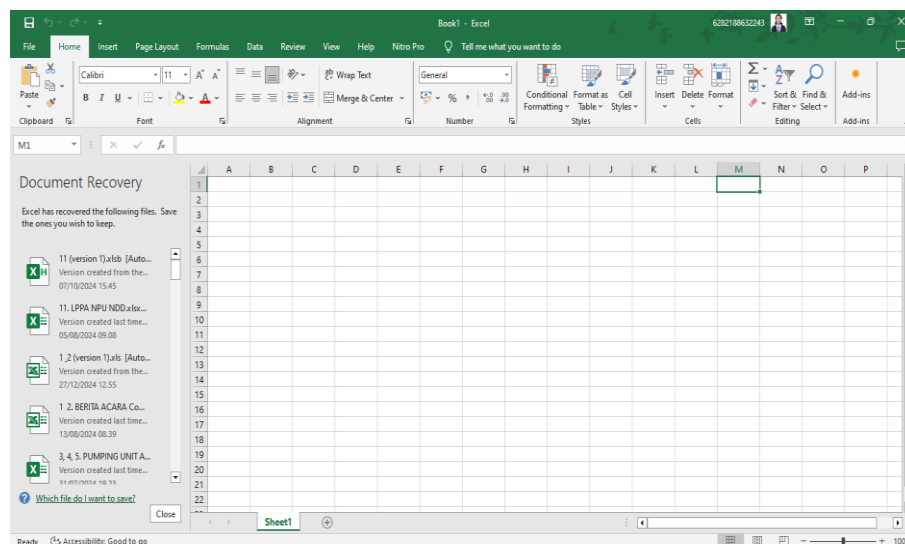 Book1 - Excel
6282188632243
File Home Insert Page Layout Formulas Data Review View Help Nitro Pro Tell me what you want to do
Paste
Calibri 11
Wrap Text
Merge & Center
General
Conditional Formatting
Format as Table
Cell Styles
Insert Delete Format
Sort & Filter
Find & Select
Add-ins
Clipboard Font Alignment Number Styles Cells Editing Add-ins
M1
fx
Document Recovery
Excel has recovered the following files. Save
the ones you wish to keep.
11 (version 1).xlsb [Auto...
Version created from the...
07/10/2024 15.45
11. LPPA NPU NDD.xlsx...
Version created last time...
05/08/2024 09.08
1 ,2 (version 1).xls [Auto...
Version created from the...
27/12/2024 12.55
1 2. BERITA ACARA Co...
Version created last time...
13/08/2024 08.39
3, 4, 5. PUMPING UNIT A...
Version created last time...
31/07/2024 19.23
Which file do I want to save?
Close
A B C D E F G H I J K L M N O P
1
2
3
4
5
6
7
8
9
10
11
12
13
14
15
16
17
18
19
20
21
22
Sheet1
Ready Accessibility: Good to go
100